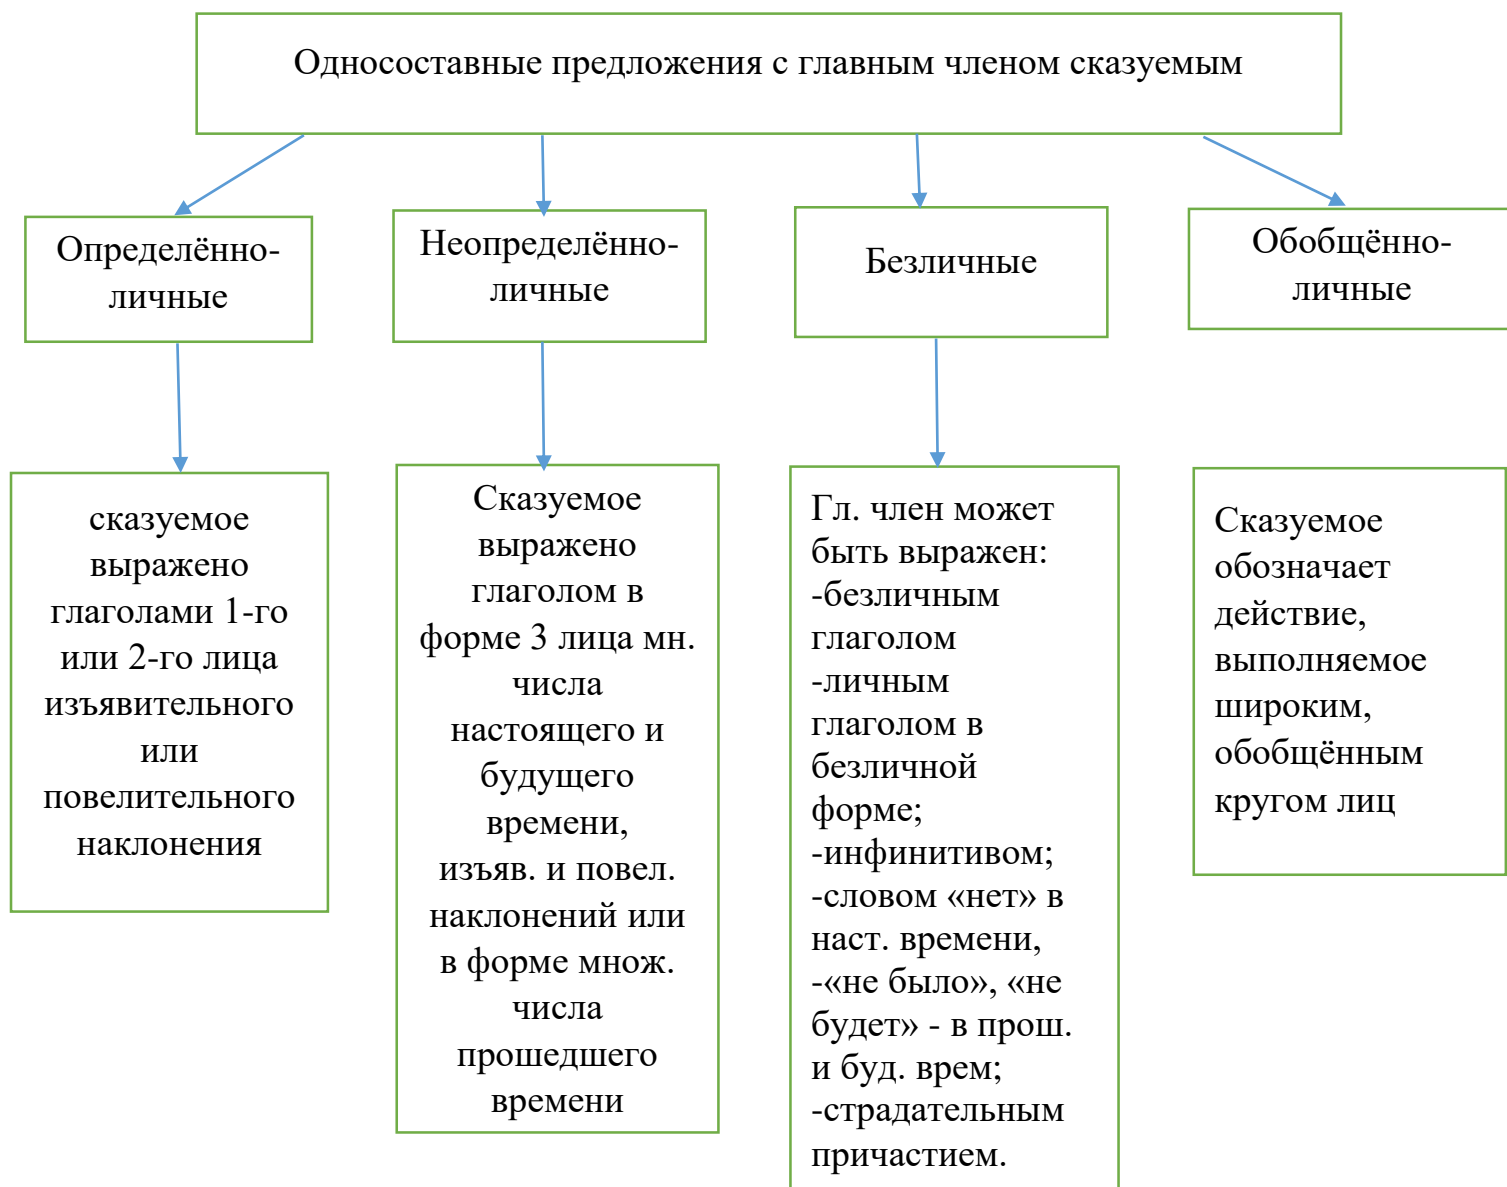 Односоставные предложения с главным членом сказуемым
Определённо-
личные
Неопределённо-
личные
Безличные
Обобщённо-
личные
сказуемое
выражено
глаголами 1-го
или 2-го лица
изъявительного
или
повелительного
наклонения
Сказуемое
выражено
глаголом в
форме 3 лица мн.
числа
настоящего и
будущего
времени,
изъяв. и повел.
наклонений или
в форме множ.
числа
прошедшего
времени
Гл. член может
быть выражен:
-безличным
глаголом
-личным
глаголом в
безличной
форме;
-инфинитивом;
-словом «нет» в
наст. времени,
-«не было», «не
будет» - в прош.
и буд. врем;
-страдательным
причастием.
Сказуемое
обозначает
действие,
выполняемое
широким,
обобщённым
кругом лиц